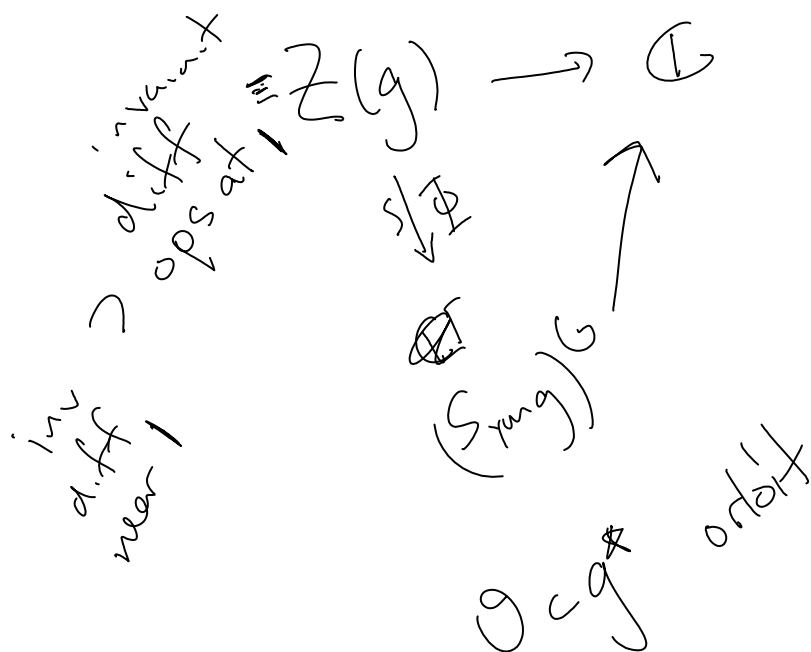 invariant
diff
ops at 1
≡ Z(g) → ℂ
≀ Φ ↓
(Sym g)^G
⊃
inv
diff
near 1
O ⊂ g* orbit